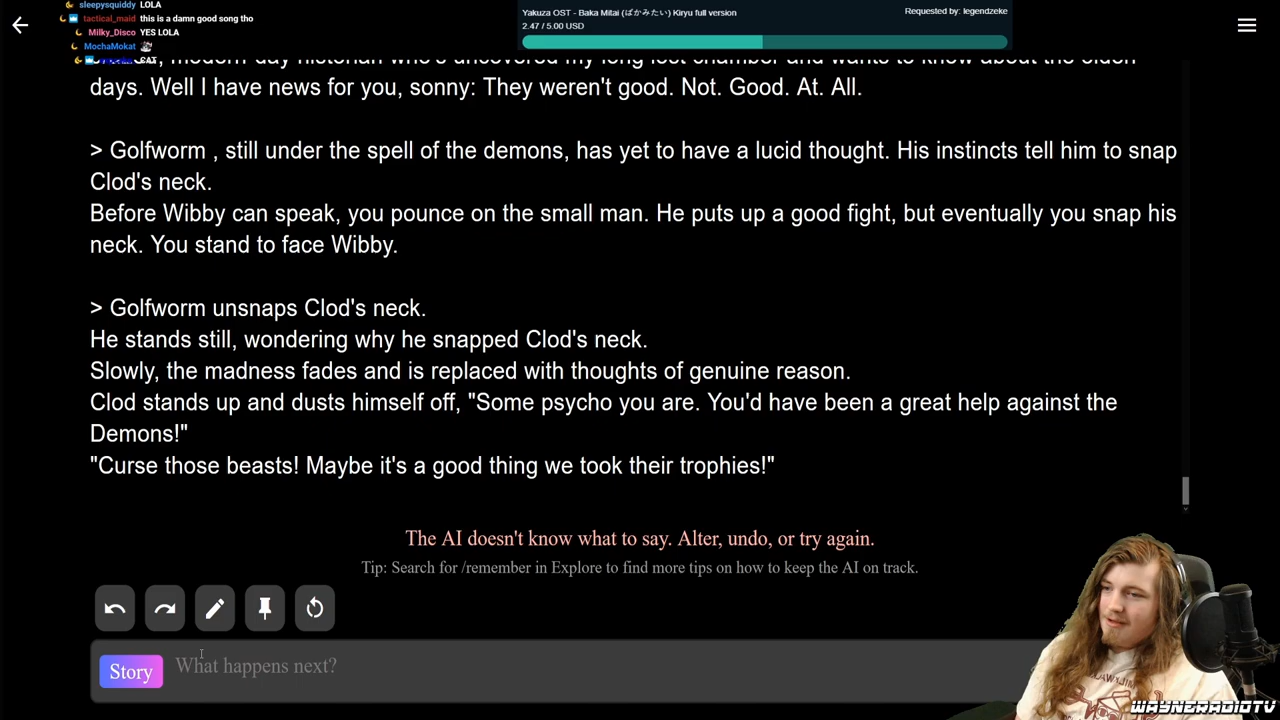 sleepysquiddy LOLA
tactical_maid this is a damn good song tho
Milky_Disco YES LOLA
MochaMokat
CAT
Yakuza OST - Baka Mitai (ばかみたい) Kiryu full version
Requested by: legendzeke
2.47 / 5.00 USD
, modern-day historian who's uncovered my long lost chamber and wants to know about the olden
days. Well I have news for you, sonny: They weren't good. Not. Good. At. All.
> Golfworm , still under the spell of the demons, has yet to have a lucid thought. His instincts tell him to snap
Clod's neck.
Before Wibby can speak, you pounce on the small man. He puts up a good fight, but eventually you snap his
neck. You stand to face Wibby.
> Golfworm unsnaps Clod's neck.
He stands still, wondering why he snapped Clod's neck.
Slowly, the madness fades and is replaced with thoughts of genuine reason.
Clod stands up and dusts himself off, "Some psycho you are. You'd have been a great help against the
Demons!"
"Curse those beasts! Maybe it's a good thing we took their trophies!"
The AI doesn't know what to say. Alter, undo, or try again.
Tip: Search for /remember in Explore to find more tips on how to keep the AI on track.
Story What happens next?
WAYNERADIOTV